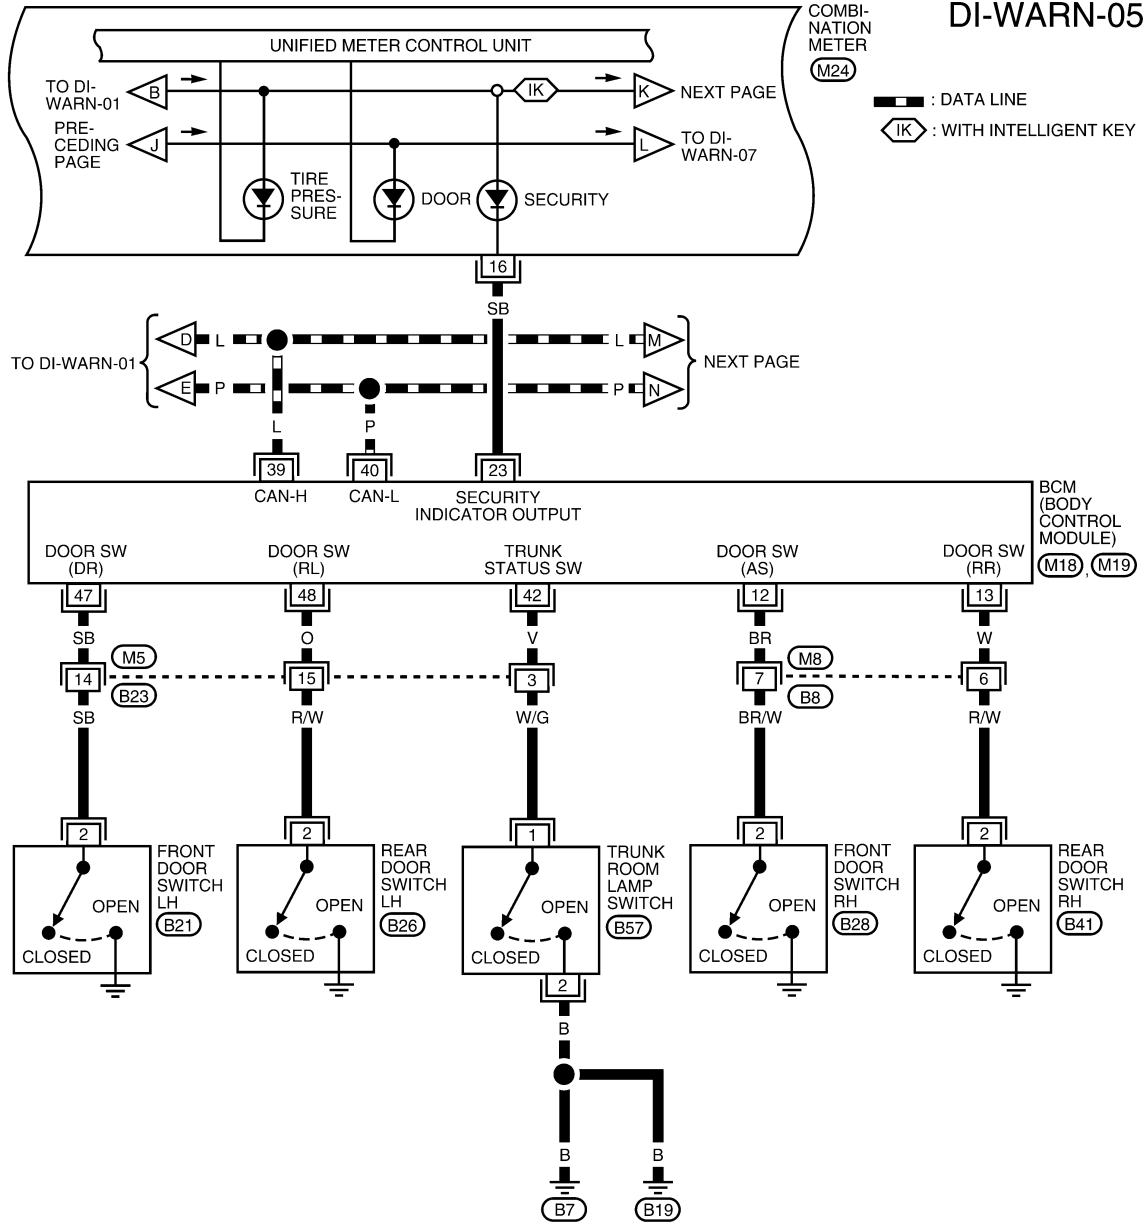 DI-WARN-05
COMBI-
NATION
METER
M24
UNIFIED METER CONTROL UNIT
TO DI-
WARN-01
B
IK
K
NEXT PAGE
PRE-
CEDING
PAGE
J
L
TO DI-
WARN-07
: DATA LINE
IK : WITH INTELLIGENT KEY
TIRE
PRES-
SURE
DOOR
SECURITY
16
SB
TO DI-WARN-01
D L
L M
E P
P N
NEXT PAGE
L
P
39
40
23
CAN-H
CAN-L
SECURITY
INDICATOR OUTPUT
BCM
(BODY
CONTROL
MODULE)
M18 , M19
DOOR SW
(DR)
DOOR SW
(RL)
TRUNK
STATUS SW
DOOR SW
(AS)
DOOR SW
(RR)
47
48
42
12
13
SB
O
V
BR
W
M5
M8
14
15
3
7
6
B23
B8
SB
R/W
W/G
BR/W
R/W
2
2
1
2
2
FRONT
DOOR
SWITCH
LH
B21
OPEN
CLOSED
REAR
DOOR
SWITCH
LH
B26
OPEN
CLOSED
TRUNK
ROOM
LAMP
SWITCH
B57
OPEN
CLOSED
FRONT
DOOR
SWITCH
RH
B28
OPEN
CLOSED
REAR
DOOR
SWITCH
RH
B41
OPEN
CLOSED
2
B
B
B
B7
B19